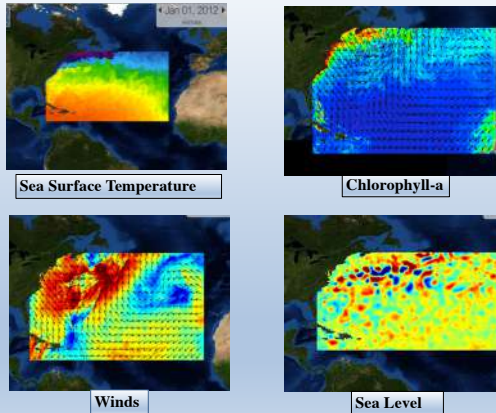 Jan 01, 2012
Sea Surface Temperature
Chlorophyll-a
Winds
Sea Level